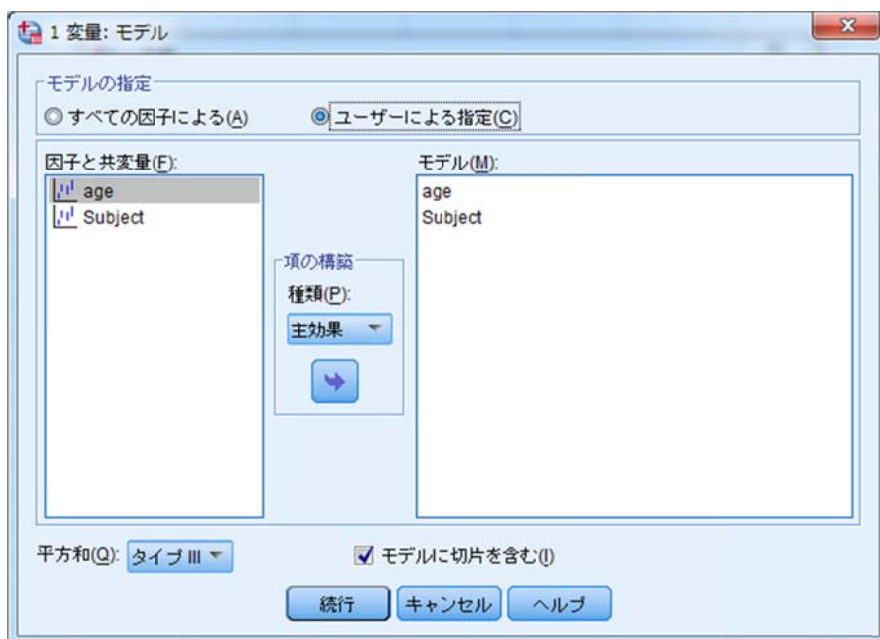 1 変量: モデル
モデルの指定
すべての因子による(A)
ユーザーによる指定(C)
因子と共変量(F):
age
Subject
項の構築
種類(P):
主効果
モデル(M):
age
Subject
平方和(Q): タイプ III
モデルに切片を含む(I)
続行
キャンセル
ヘルプ